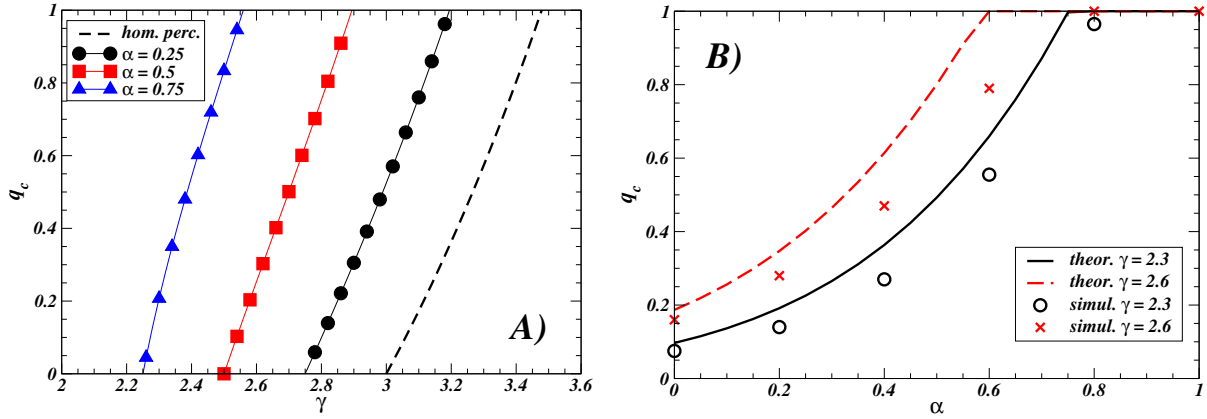 hom. perc.
α = 0.25
α = 0.5
α = 0.75
A)
1
0.8
0.6
0.4
0.2
0
q_c
2 2.2 2.4 2.6 2.8 3 3.2 3.4 3.6
γ
B)
1
0.8
0.6
0.4
0.2
0
q_c
theor. γ = 2.3
theor. γ = 2.6
simul. γ = 2.3
simul. γ = 2.6
0 0.2 0.4 0.6 0.8 1
α